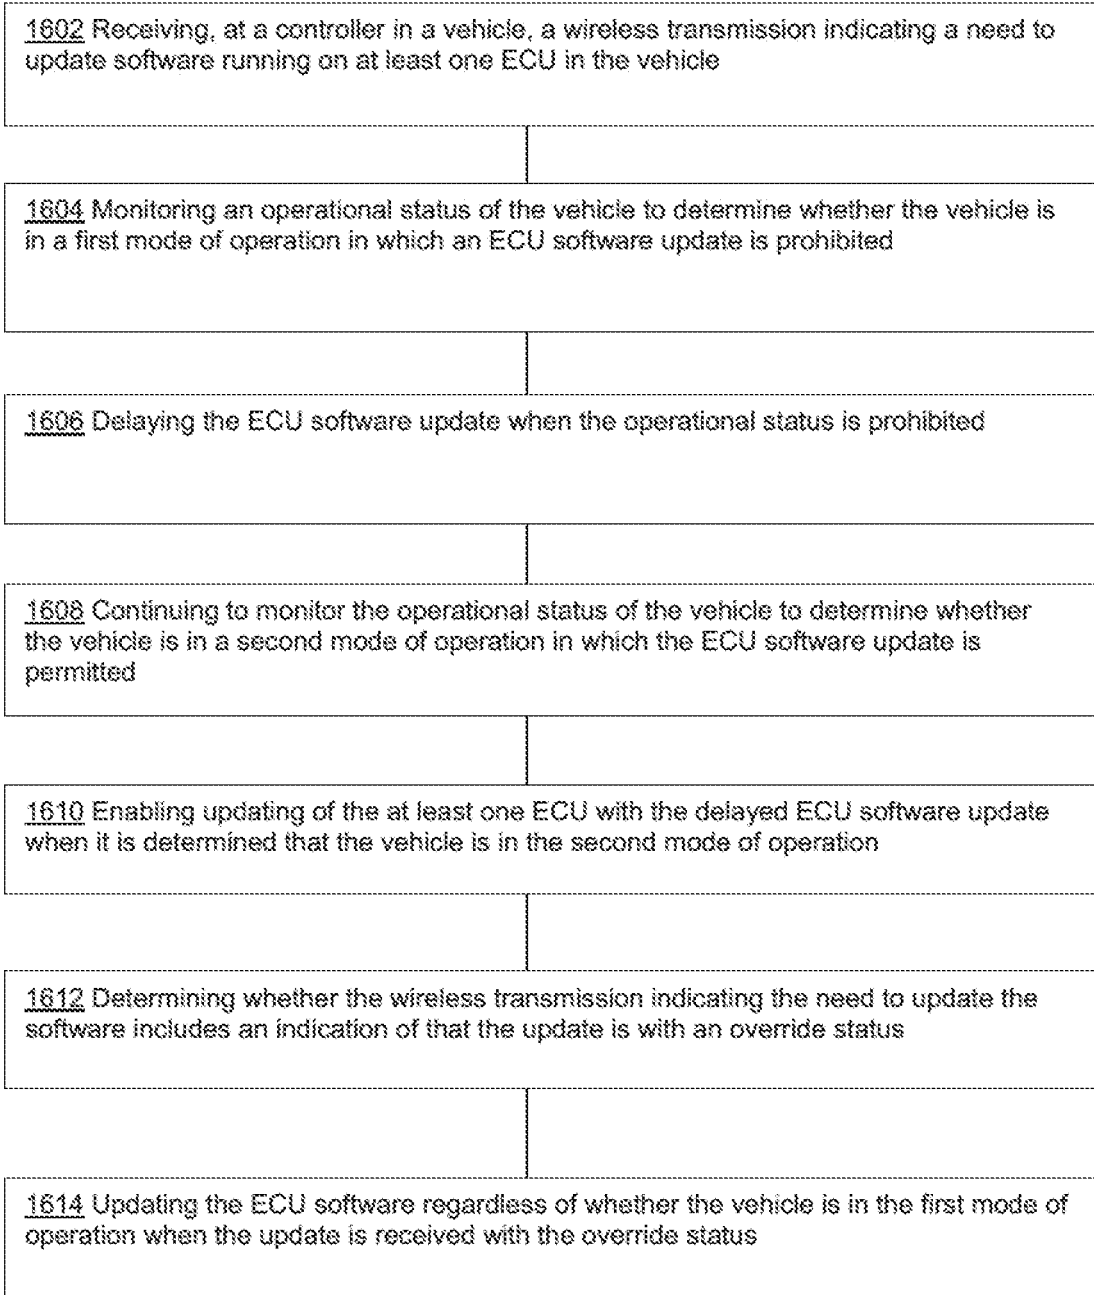 1602 Receiving, at a controller in a vehicle, a wireless transmission indicating a need to
update software running on at least one ECU in the vehicle
1604 Monitoring an operational status of the vehicle to determine whether the vehicle is
in a first mode of operation in which an ECU software update is prohibited
1606 Delaying the ECU software update when the operational status is prohibited
1608 Continuing to monitor the operational status of the vehicle to determine whether
the vehicle is in a second mode of operation in which the ECU software update is
permitted
1610 Enabling updating of the at least one ECU with the delayed ECU software update
when it is determined that the vehicle is in the second mode of operation
1612 Determining whether the wireless transmission indicating the need to update the
software includes an indication of that the update is with an override status
1614 Updating the ECU software regardless of whether the vehicle is in the first mode of
operation when the update is received with the override status